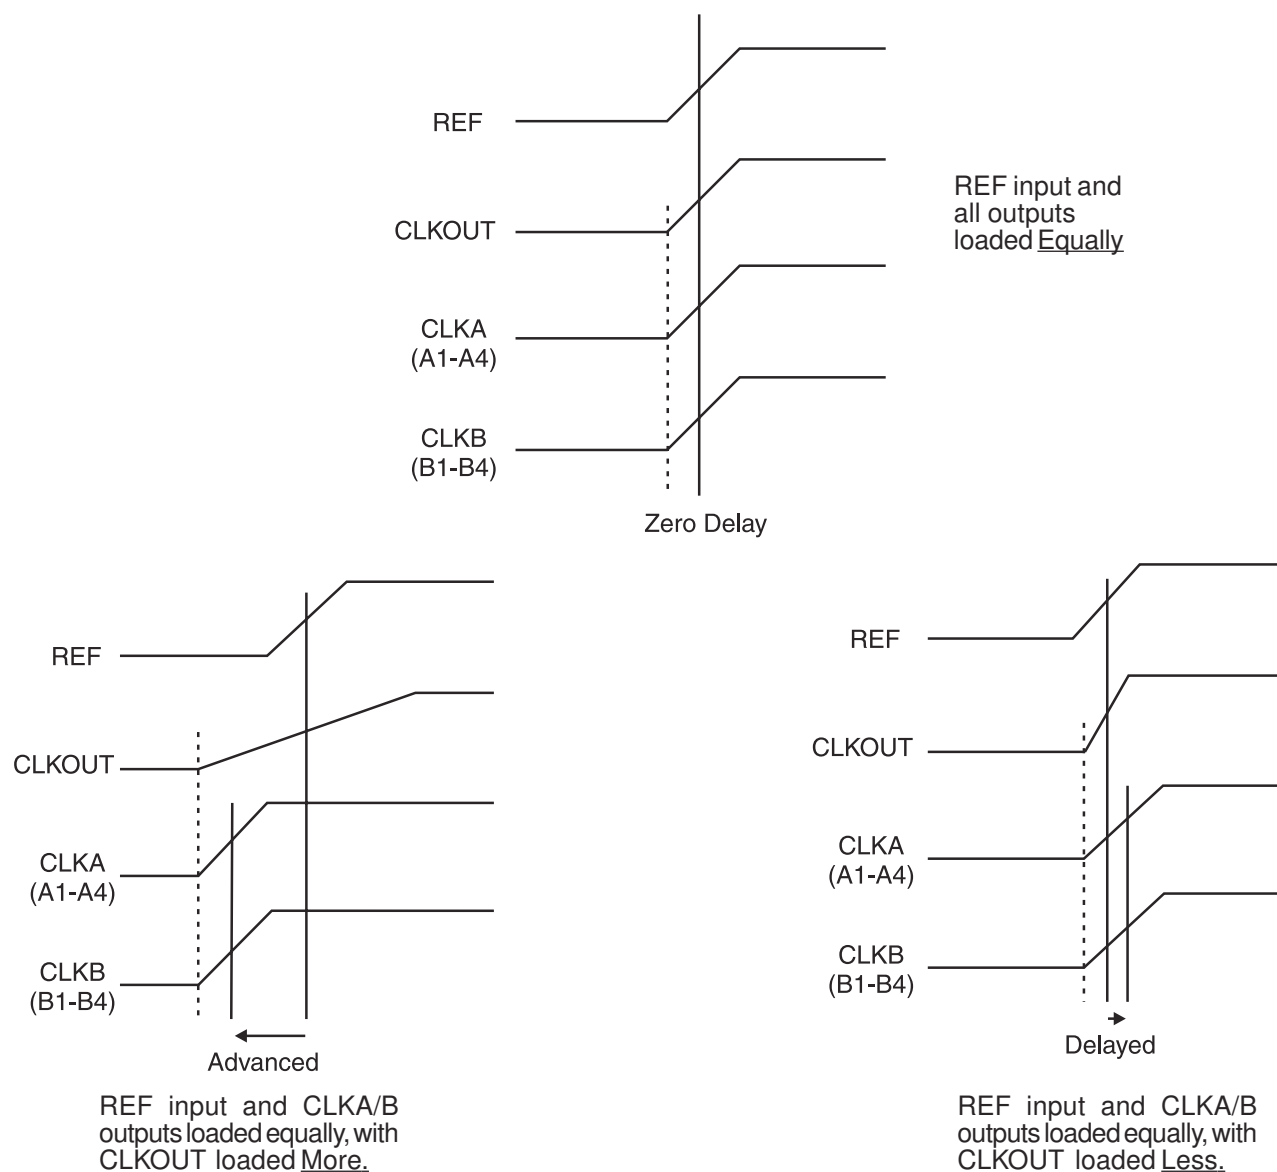 REF
CLKOUT
REF input and
all outputs
loaded Equally
CLKA
(A1-A4)
CLKB
(B1-B4)
Zero Delay
REF
CLKOUT
CLKA
(A1-A4)
CLKB
(B1-B4)
Advanced
REF input and CLKA/B
outputs loaded equally, with
CLKOUT loaded More.
REF
CLKOUT
CLKA
(A1-A4)
CLKB
(B1-B4)
Delayed
REF input and CLKA/B
outputs loaded equally, with
CLKOUT loaded Less.